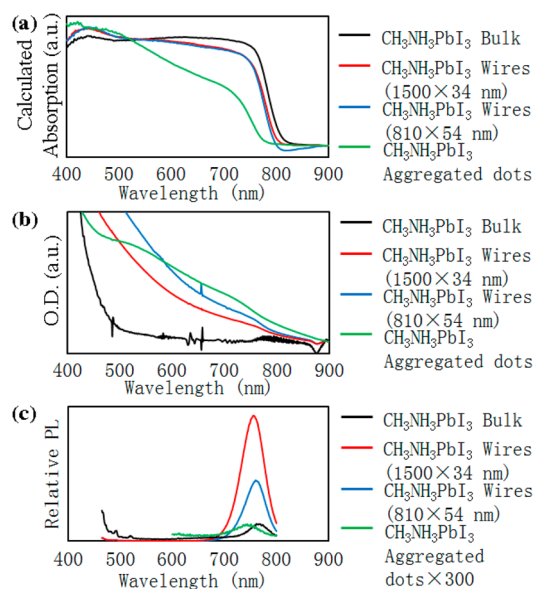 (a)
Calculated
Absorption (a.u.)
400 500 600 700 800 900
Wavelength (nm)
CH3NH3PbI3 Bulk
CH3NH3PbI3 Wires
(1500×34 nm)
CH3NH3PbI3 Wires
(810×54 nm)
CH3NH3PbI3
Aggregated dots
(b)
O.D. (a.u.)
400 500 600 700 800 900
Wavelength (nm)
CH3NH3PbI3 Bulk
CH3NH3PbI3 Wires
(1500×34 nm)
CH3NH3PbI3 Wires
(810×54 nm)
CH3NH3PbI3
Aggregated dots
(c)
Relative PL
400 500 600 700 800 900
Wavelength (nm)
CH3NH3PbI3 Bulk
CH3NH3PbI3 Wires
(1500×34 nm)
CH3NH3PbI3 Wires
(810×54 nm)
CH3NH3PbI3
Aggregated
dots×300